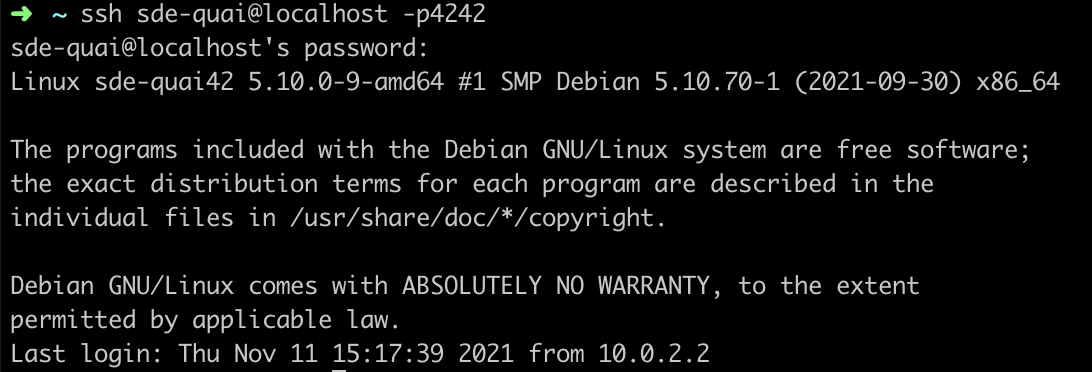 ➜ ~ ssh sde-quai@localhost -p4242
sde-quai@localhost's password:
Linux sde-quai42 5.10.0-9-amd64 #1 SMP Debian 5.10.70-1 (2021-09-30) x86_64

The programs included with the Debian GNU/Linux system are free software;
the exact distribution terms for each program are described in the
individual files in /usr/share/doc/*/copyright.

Debian GNU/Linux comes with ABSOLUTELY NO WARRANTY, to the extent
permitted by applicable law.
Last login: Thu Nov 11 15:17:39 2021 from 10.0.2.2